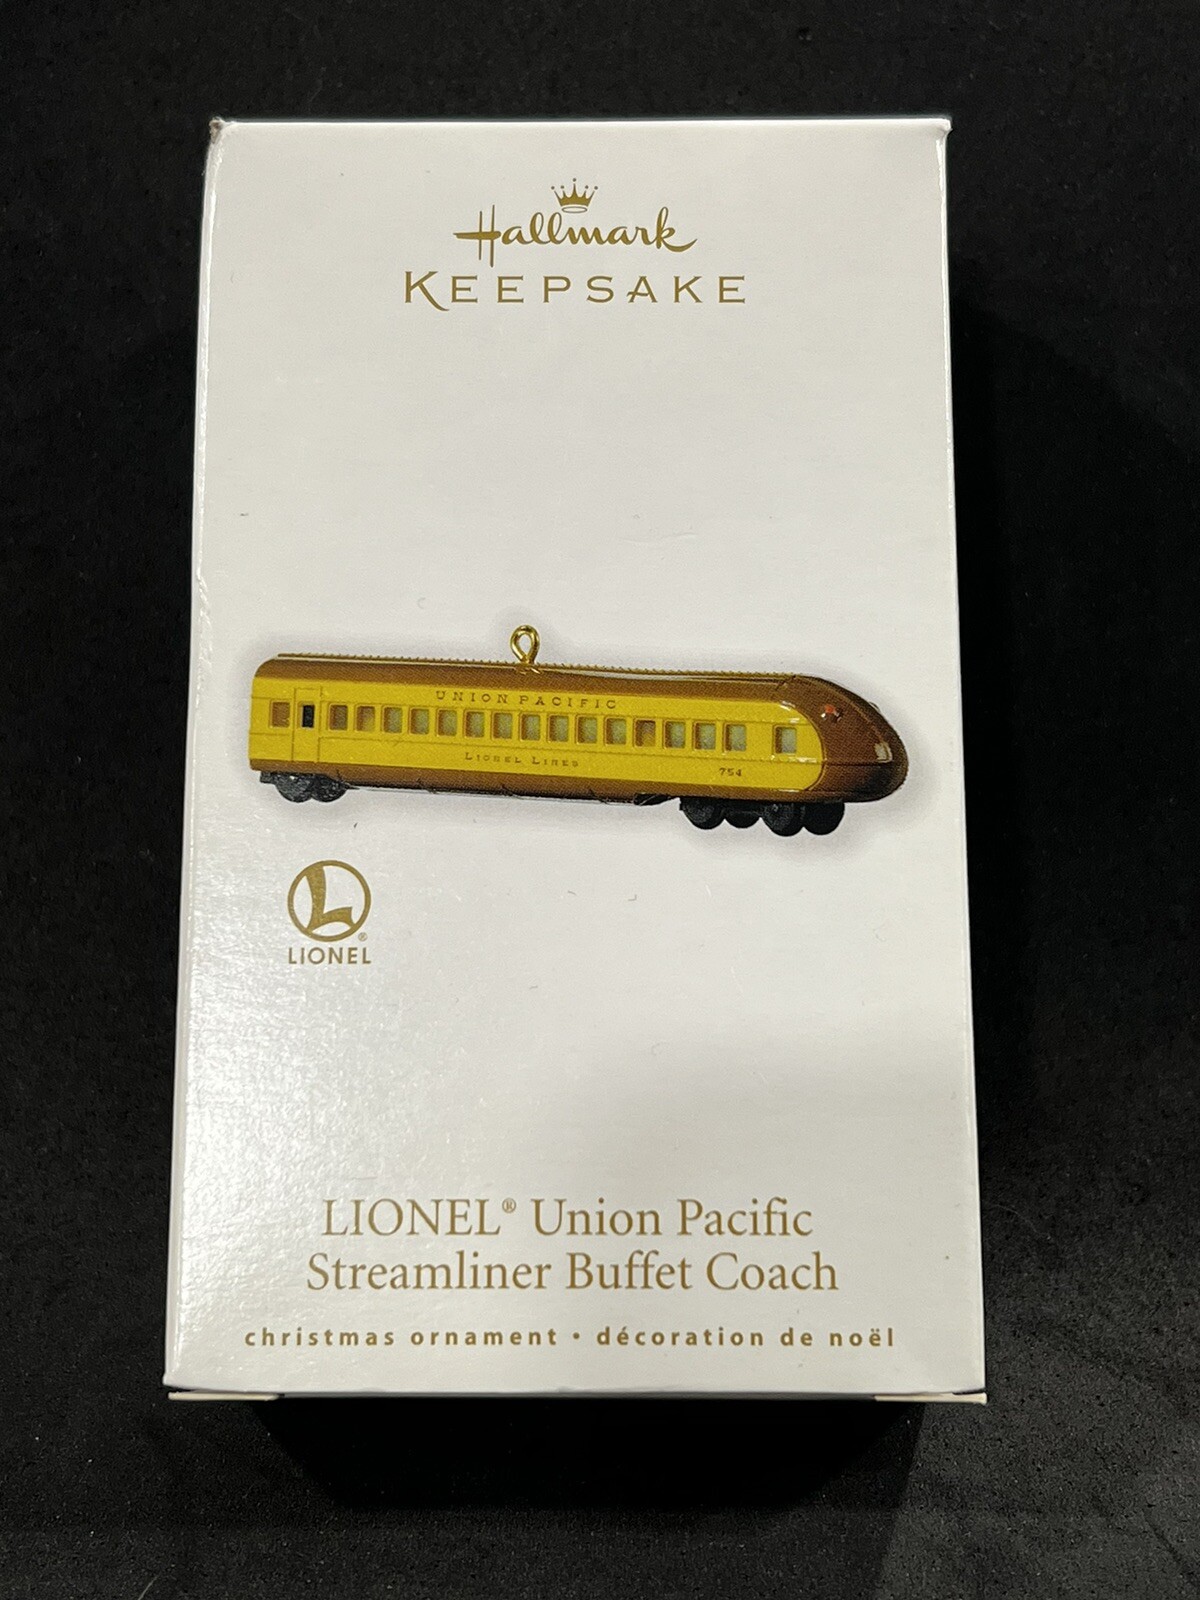 Hallmark
KEEPSAKE
UNION PACIFIC
LIONEL LINES
754
L
®
LIONEL
LIONEL® Union Pacific
Streamliner Buffet Coach
christmas ornament • décoration de noël